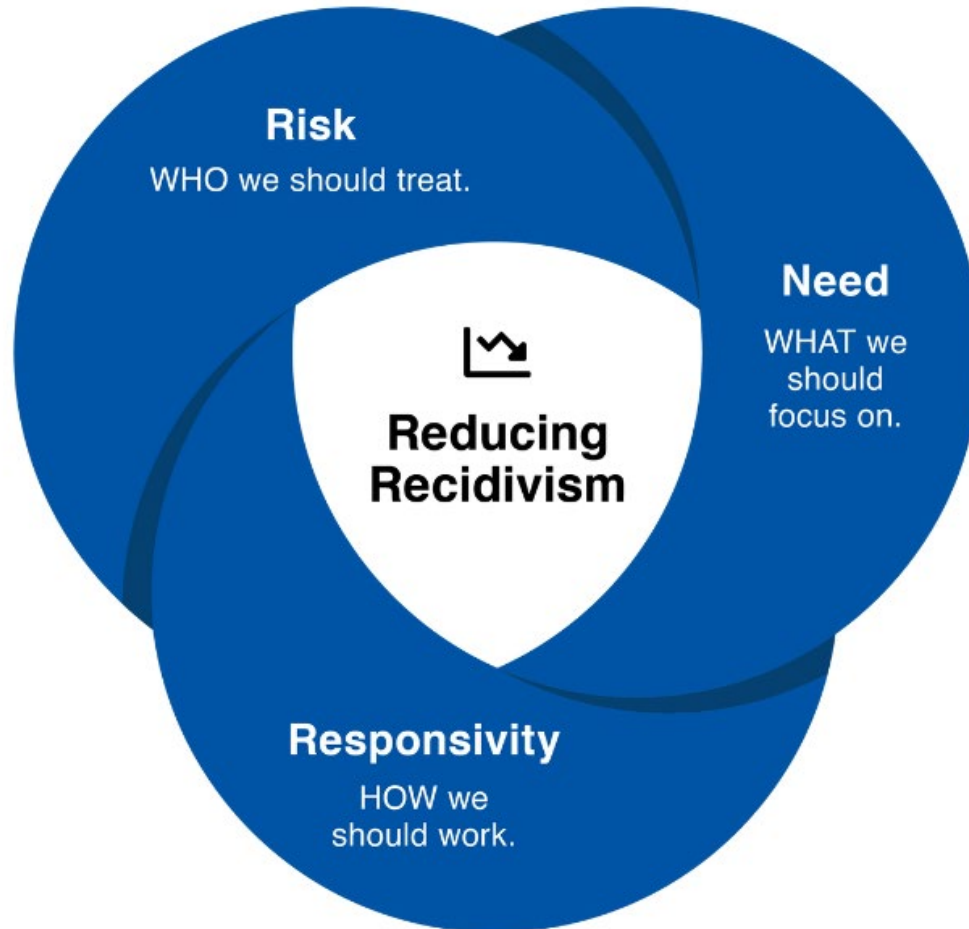 Risk
WHO we should treat.
Need
WHAT we
should
focus on.
Reducing
Recidivism
Responsivity
HOW we
should work.